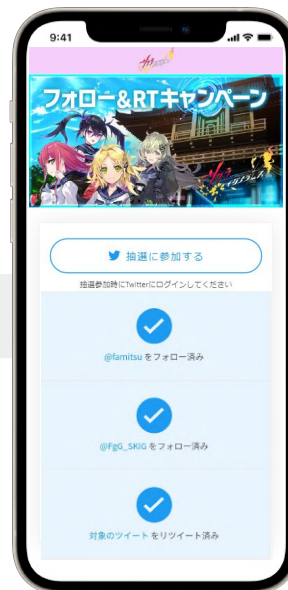 9:41
フォロー&RTキャンペーン
抽選に参加する
抽選参加時にTwitterにログインしてください
@famitsu をフォロー済み
@FgG_SKIG をフォロー済み
対象のツイート をリツイート済み